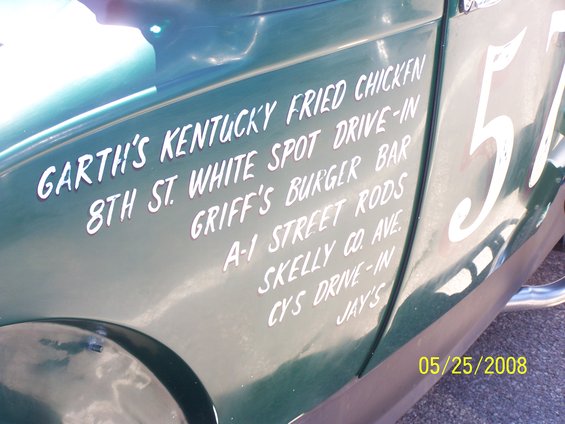 GARTH'S KENTUCKY FRIED CHICKEN
8TH ST. WHITE SPOT DRIVE-IN
GRIFF'S BURGER BAR
A-1 STREET RODS
SKELLY CO. AVE.
CY'S DRIVE-IN
JAY'S
57
05/25/2008